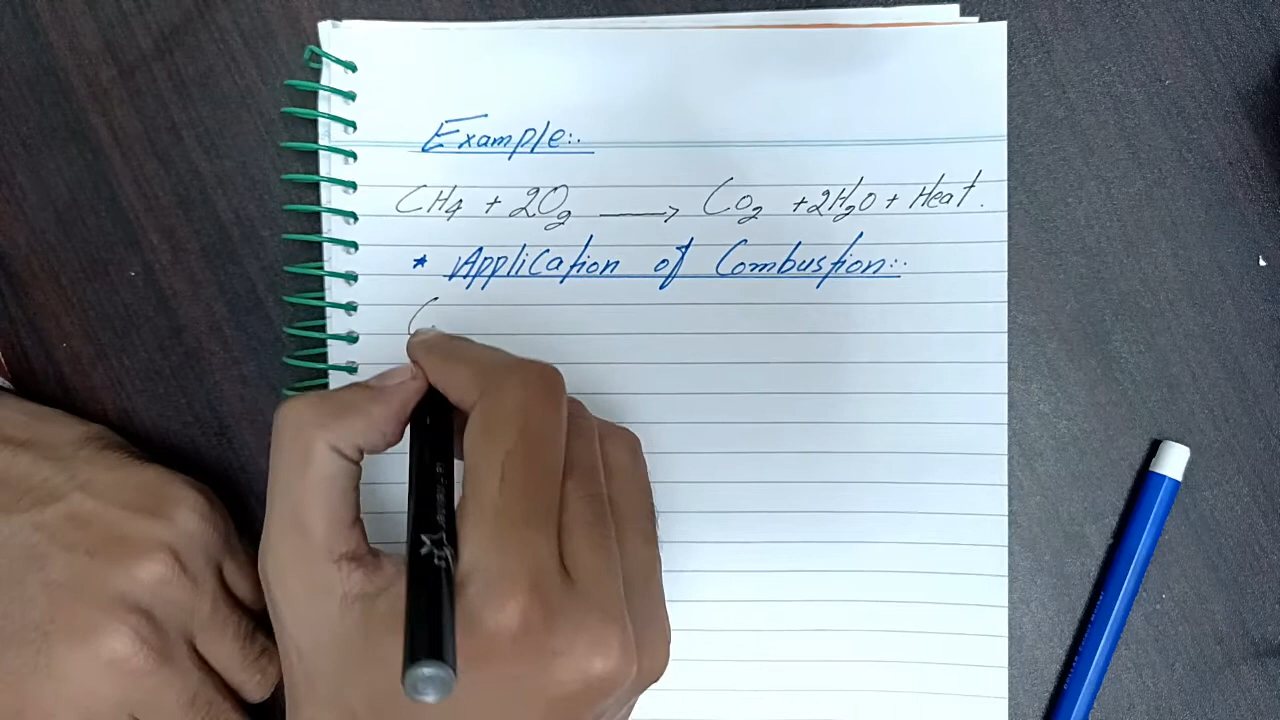 Example:.
CH4 + 2O2 ⟶ CO2 + 2H2O + Heat.
* Application of Combustion:.
(